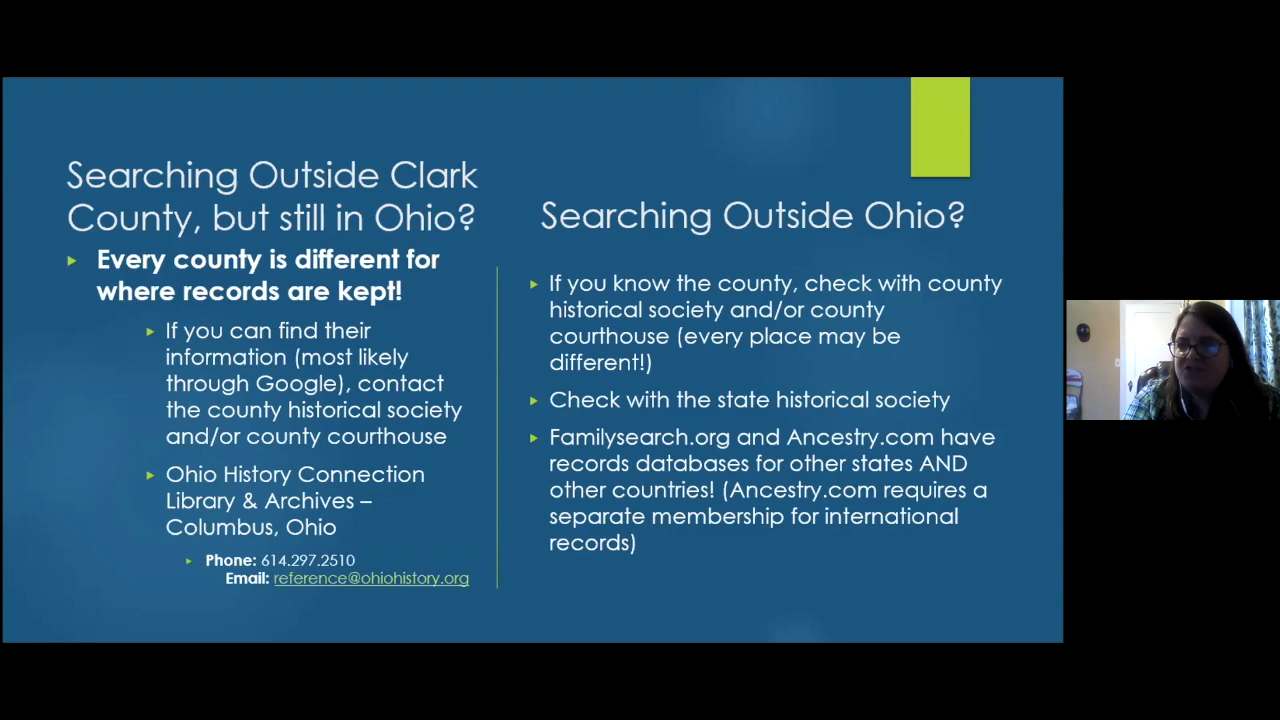 Searching Outside Clark
County, but still in Ohio?
Every county is different for
where records are kept!
If you can find their
information (most likely
through Google), contact
the county historical society
and/or county courthouse
Ohio History Connection
Library & Archives –
Columbus, Ohio
Phone: 614.297.2510
Email: reference@ohiohistory.org
Searching Outside Ohio?
If you know the county, check with county
historical society and/or county
courthouse (every place may be
different!)
Check with the state historical society
Familysearch.org and Ancestry.com have
records databases for other states AND
other countries! (Ancestry.com requires a
separate membership for international
records)